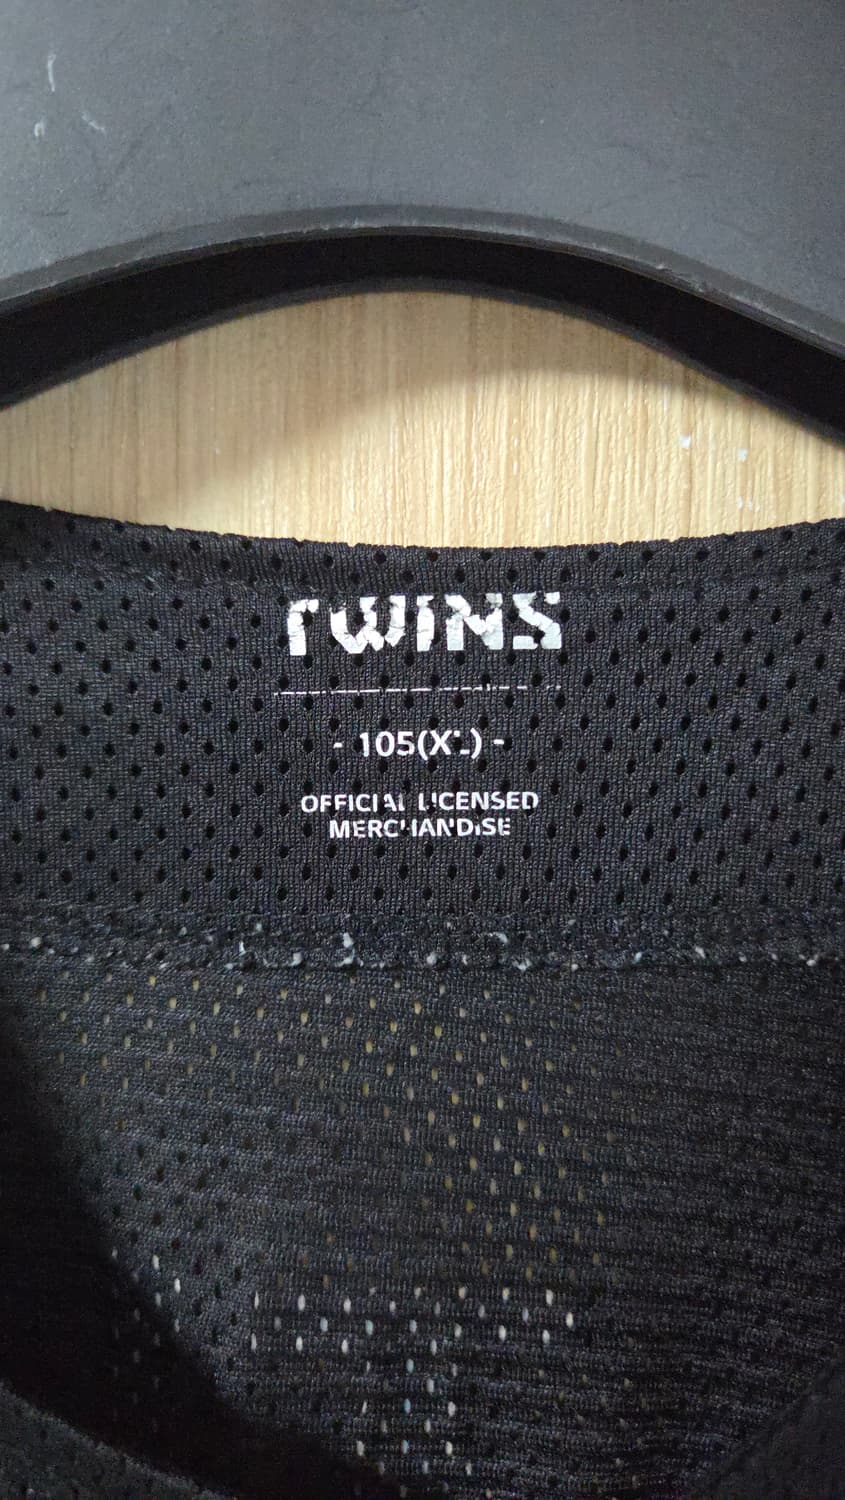 TWINS
- 105(XL) -
OFFICIAL LICENSED
MERCHANDISE